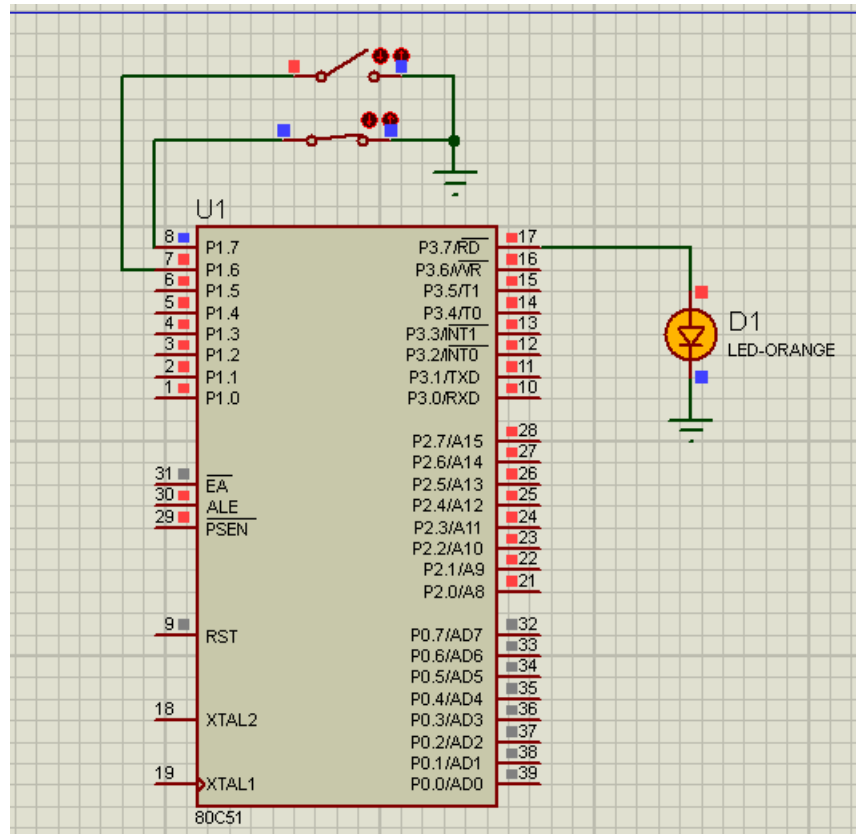 U1
8 P1.7
7 P1.6
6 P1.5
5 P1.4
4 P1.3
3 P1.2
2 P1.1
1 P1.0
31 EA
30 ALE
29 PSEN
9 RST
18 XTAL2
19 XTAL1
P3.7/RD 17
P3.6/WR 16
P3.5/T1 15
P3.4/T0 14
P3.3/INT1 13
P3.2/INT0 12
P3.1/TXD 11
P3.0/RXD 10
P2.7/A15 28
P2.6/A14 27
P2.5/A13 26
P2.4/A12 25
P2.3/A11 24
P2.2/A10 23
P2.1/A9 22
P2.0/A8 21
P0.7/AD7 32
P0.6/AD6 33
P0.5/AD5 34
P0.4/AD4 35
P0.3/AD3 36
P0.2/AD2 37
P0.1/AD1 38
P0.0/AD0 39
80C51
D1
LED-ORANGE